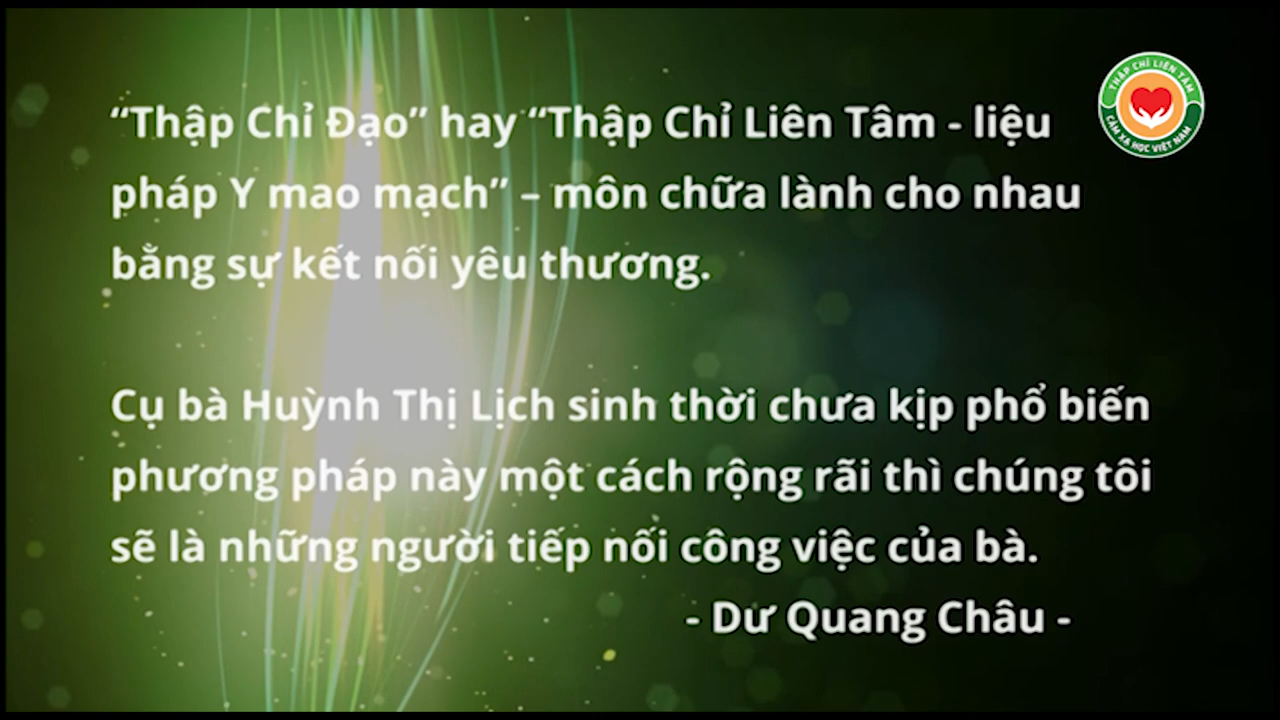 “Thập Chỉ Đạo” hay “Thập Chỉ Liên Tâm - liệu
pháp Y mao mạch” – môn chữa lành cho nhau
bằng sự kết nối yêu thương.
Cụ bà Huỳnh Thị Lịch sinh thời chưa kịp phổ biến
phương pháp này một cách rộng rãi thì chúng tôi
sẽ là những người tiếp nối công việc của bà.
- Dư Quang Châu -
THẬP CHỈ LIÊN TÂM
CẢM XẠ HỌC VIỆT NAM